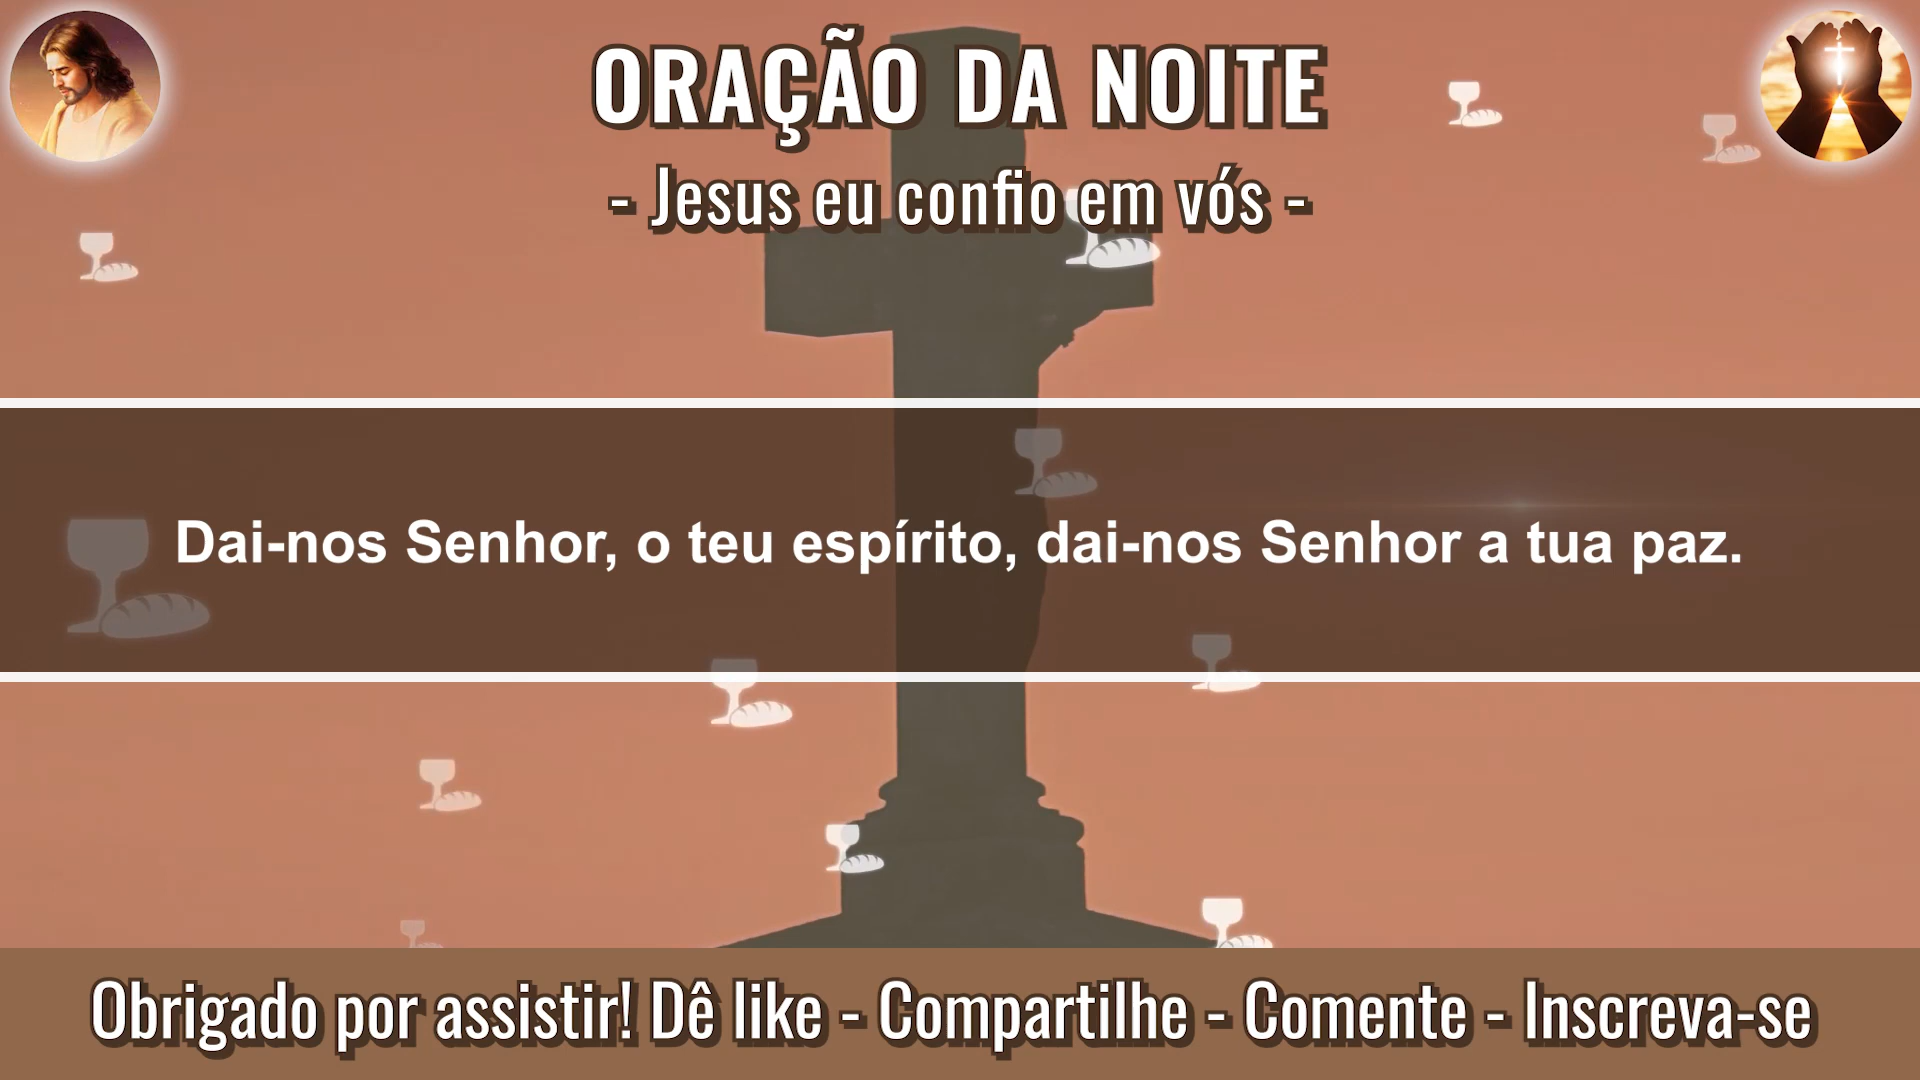 ORAÇÃO DA NOITE
- Jesus eu confio em vós -
Dai-nos Senhor, o teu espírito, dai-nos Senhor a tua paz.
Obrigado por assistir! Dê like - Compartilhe - Comente - Inscreva-se